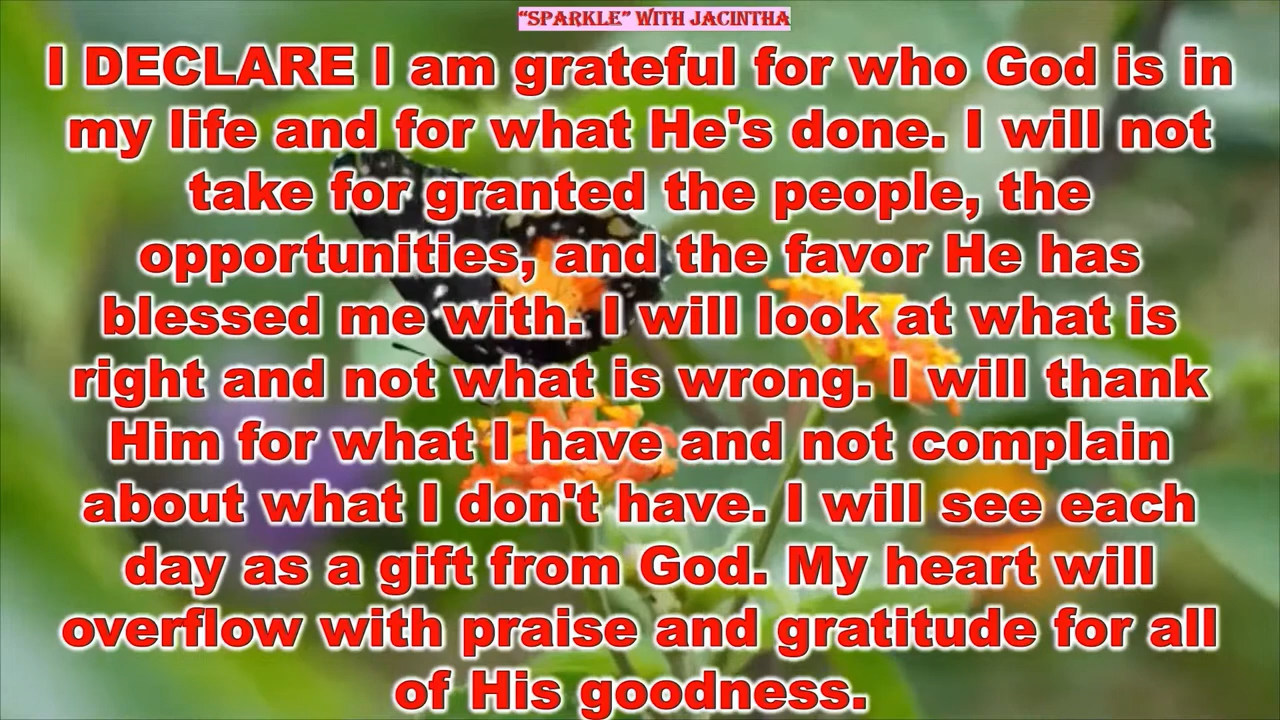 “SPARKLE” WITH JACINTHA
I DECLARE I am grateful for who God is in
my life and for what He's done. I will not
take for granted the people, the
opportunities, and the favor He has
blessed me with. I will look at what is
right and not what is wrong. I will thank
Him for what I have and not complain
about what I don't have. I will see each
day as a gift from God. My heart will
overflow with praise and gratitude for all
of His goodness.